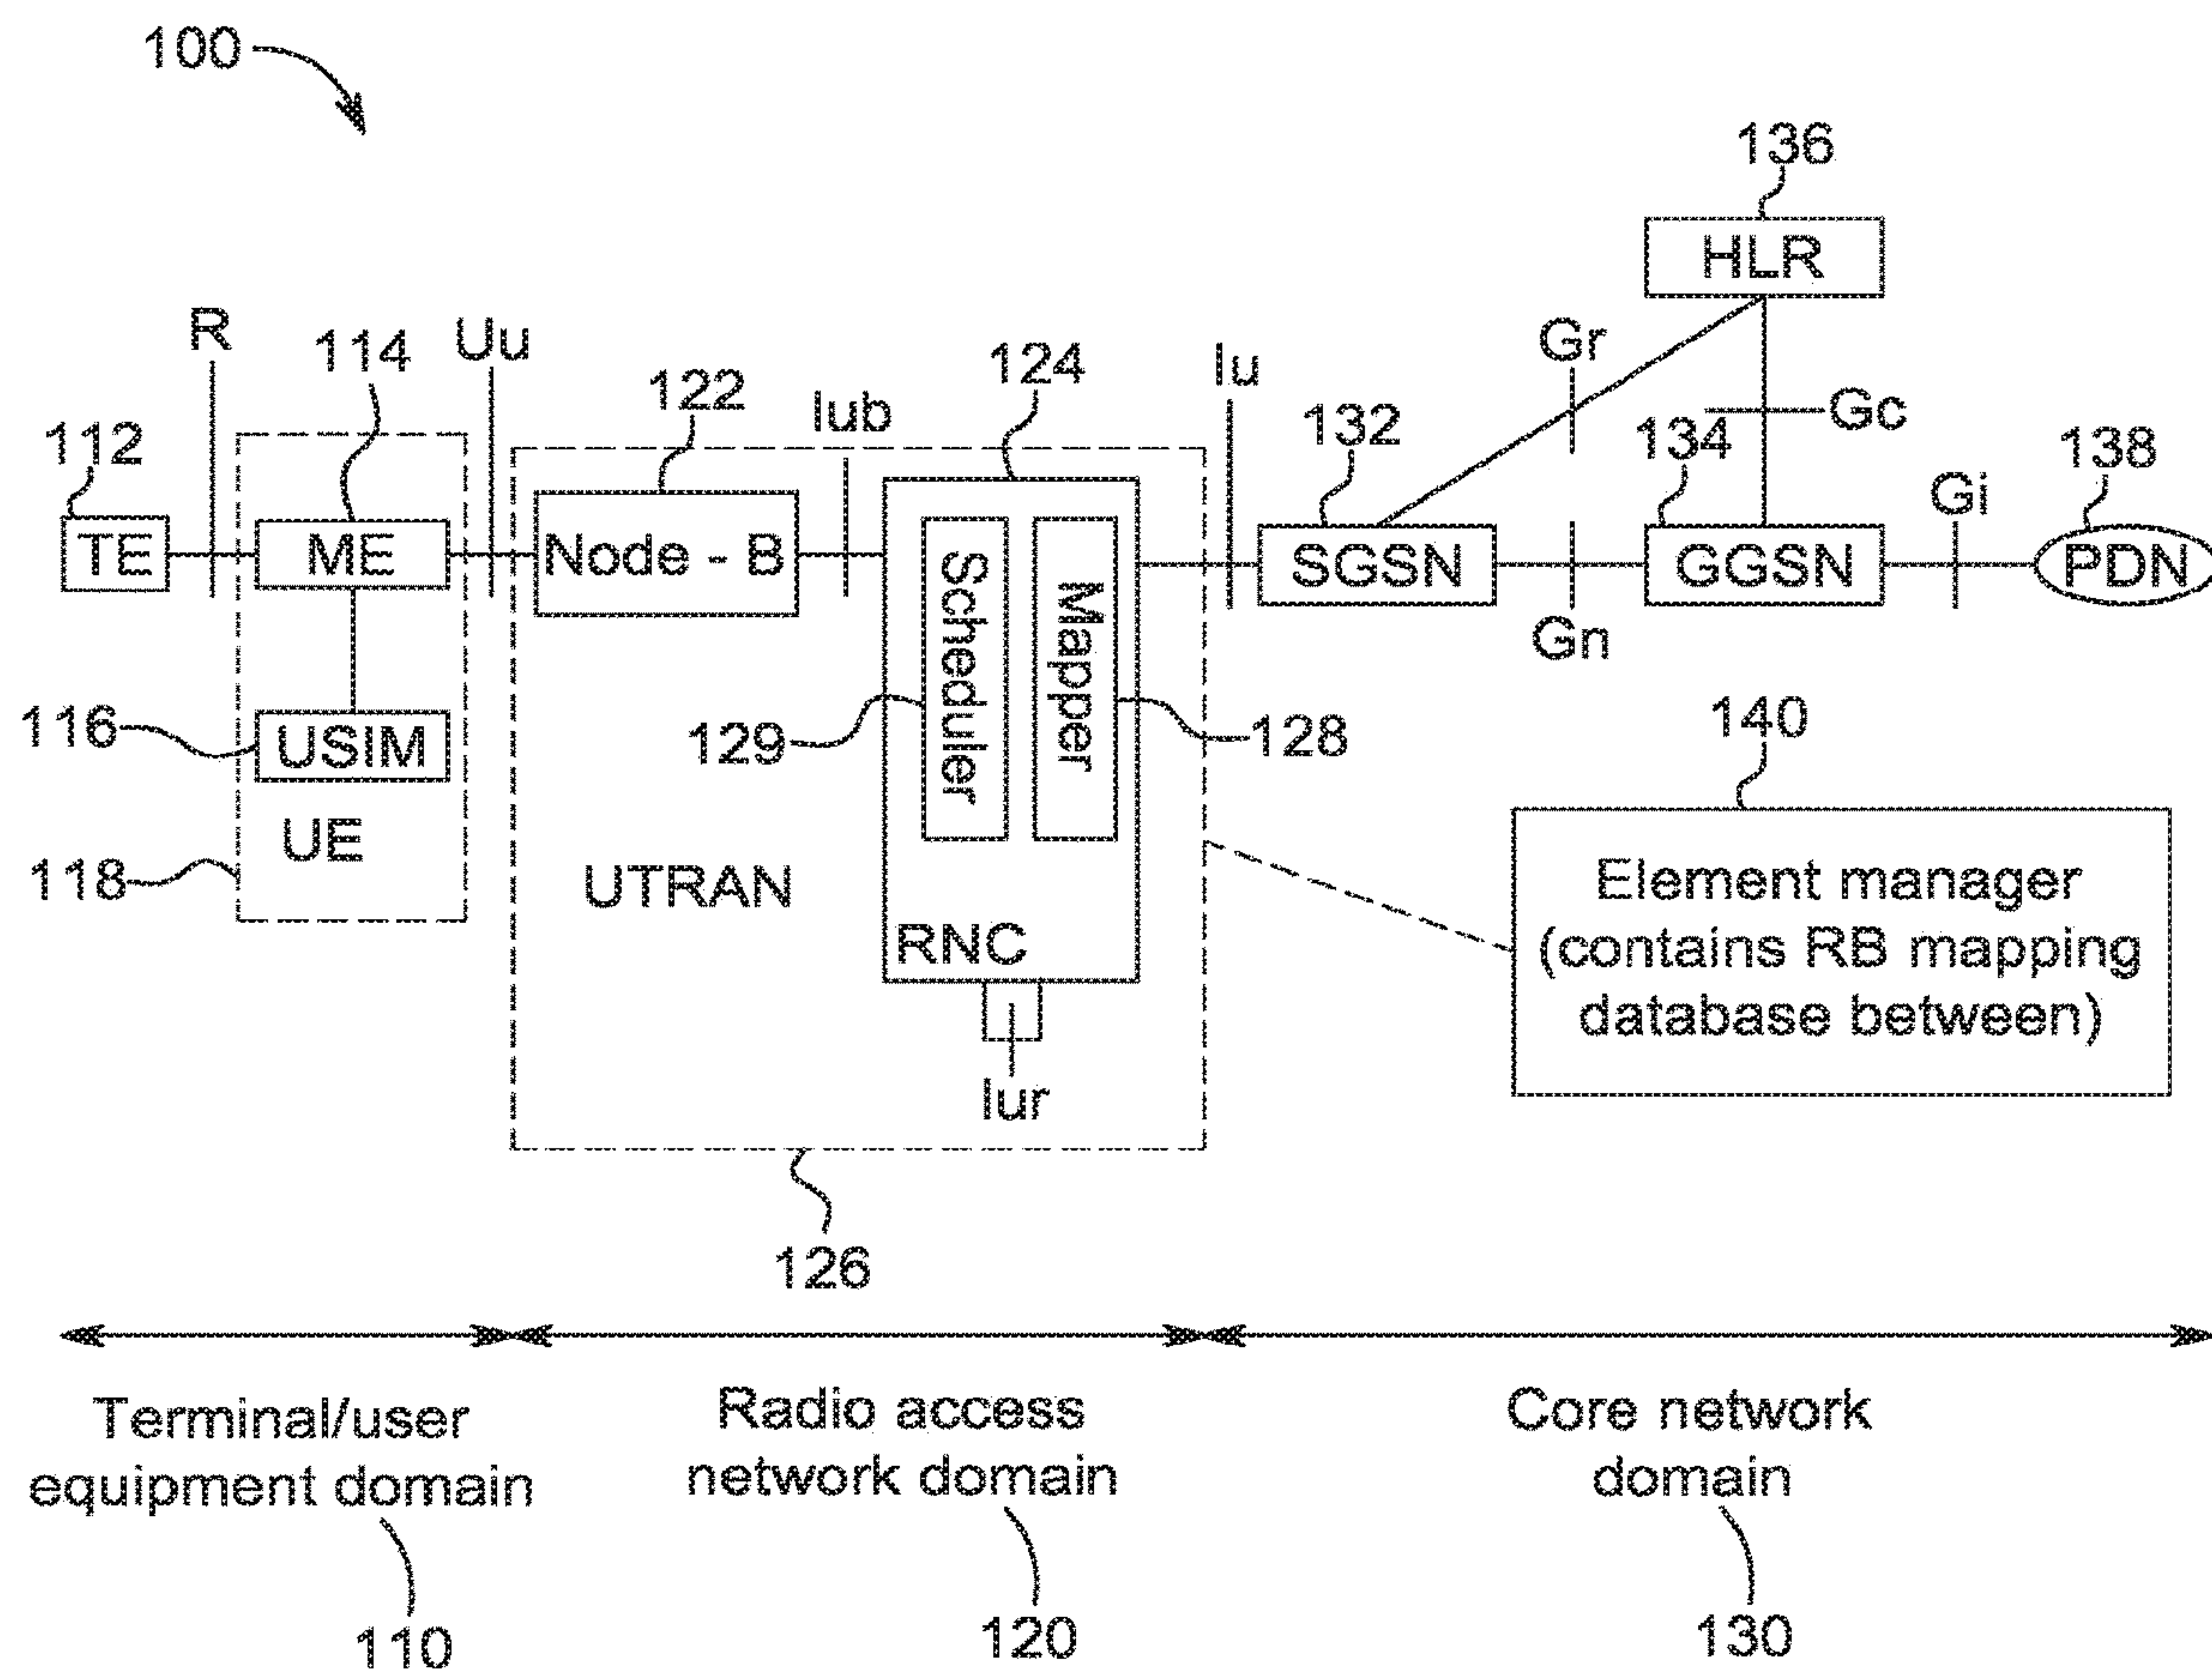 100
136
HLR
R
114
Uu
122
Iub
124
Iu
Gr
Gc
112
132
134
138
Gi
TE
ME
Node - B
Scheduler
Mapper
SGSN
GGSN
PDN
Gn
116
USIM
129
128
140
UE
118
UTRAN
RNC
Element manager
(contains RB mapping
database between)
Iur
126
Terminal/user
equipment domain
Radio access
network domain
Core network
domain
110
120
130